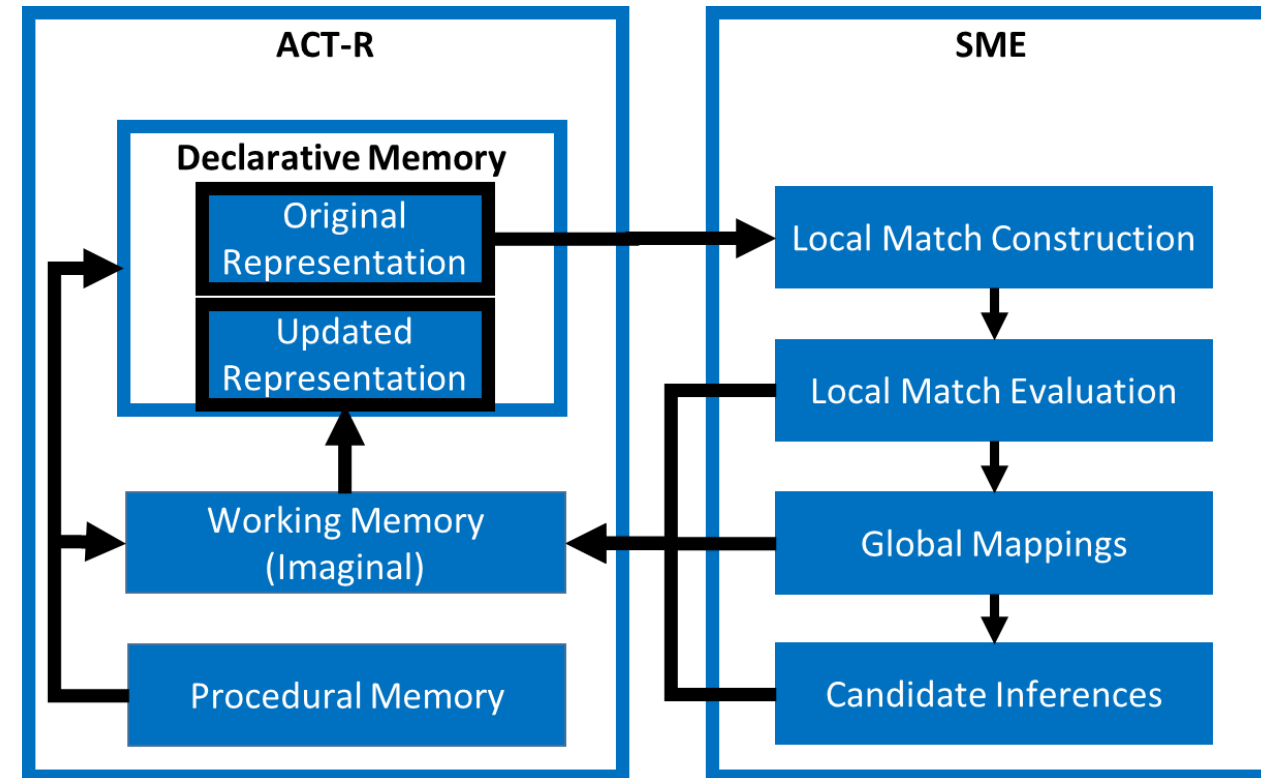 ACT-R
Declarative Memory
Original
Representation
Updated
Representation
Working Memory
(Imaginal)
Procedural Memory
SME
Local Match Construction
Local Match Evaluation
Global Mappings
Candidate Inferences